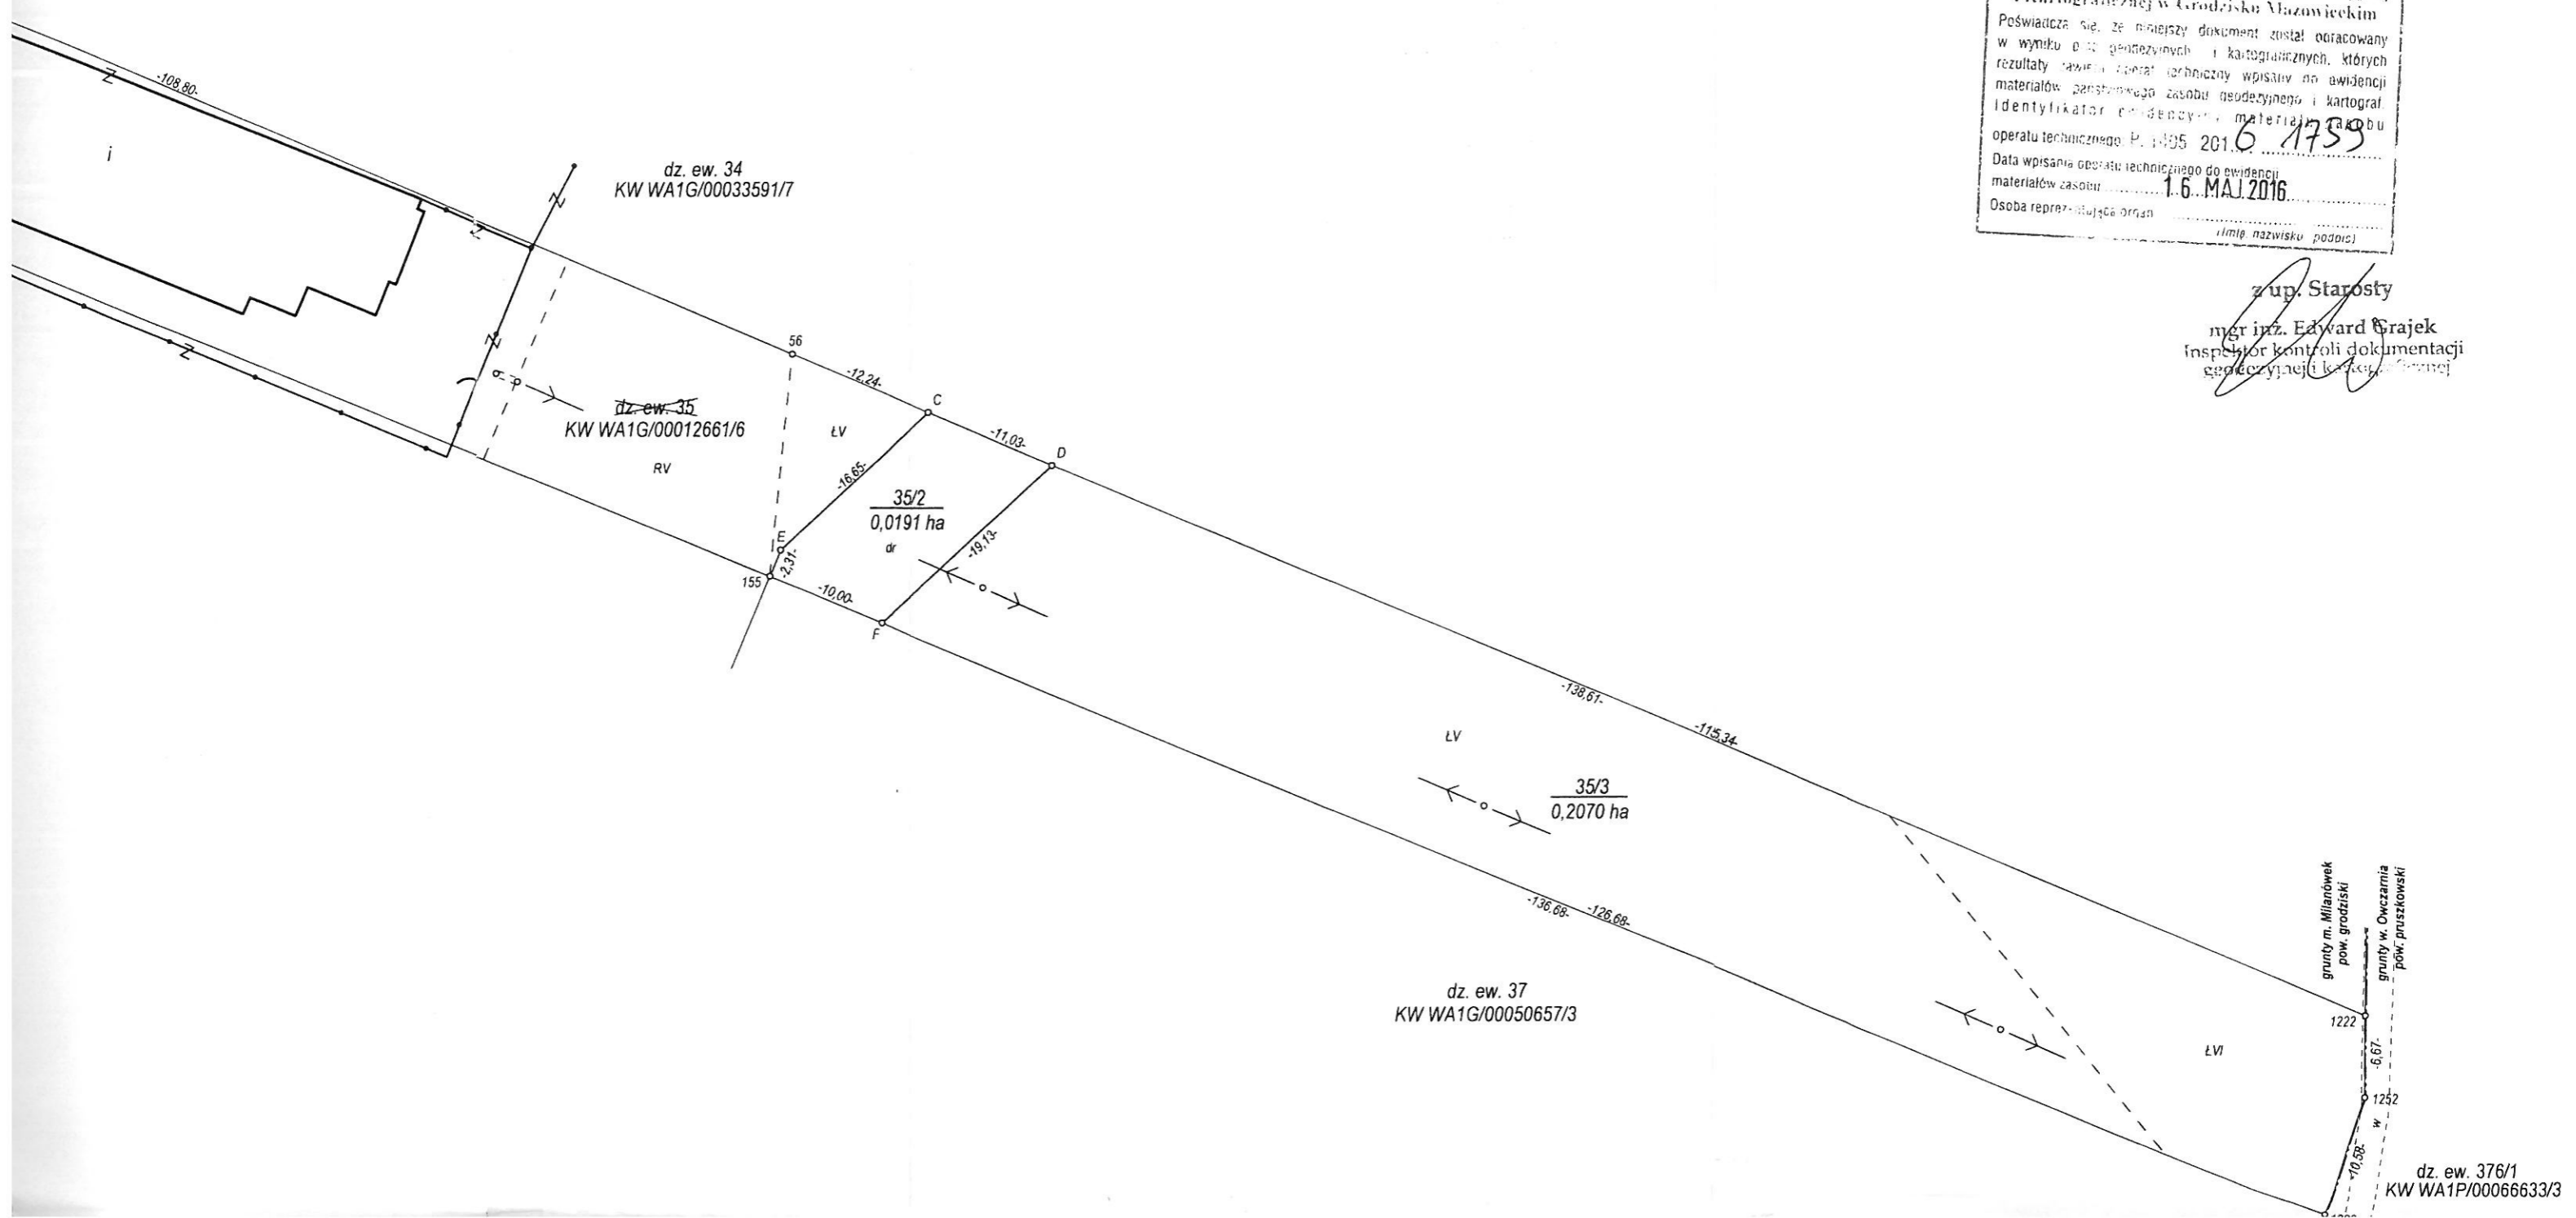 w Grodzisku Mazowieckim
Poświadcza się, że niniejszy dokument został opracowany
w wyniku geodezyjnych i kartograficznych, których
rezultaty zawiera operat techniczny wpisany do ewidencji
materiałów państwowego zasobu geodezyjnego i kartograf.
Identyfikator ewidencyjny materiału zasobu
operatu technicznego P. 1405 2016 1759
Data wpisania operatu technicznego do ewidencji
materiałów zasobu 16 MAJ 2016
Osoba reprezentująca organ
(imię, nazwisko podpis)
z up. Starosty
mgr inż. Edward Grajek
Inspektor kontroli dokumentacji
geodezyjnej i kartograficznej
-108,80-
Z
i
Z
Z
Z
Z
dz. ew. 34
KW WA1G/00033591/7
dz. ew. 35
KW WA1G/00012661/6
RV
56
-12,24-
C
ŁV
-11,03-
D
-16,65-
35/2
0,0191 ha
dr
-19,13-
E
-2,31-
155
-10,00-
F
-138,61-
-115,34-
ŁV
35/3
0,2070 ha
-136,68-
-126,68-
dz. ew. 37
KW WA1G/00050657/3
grunty m. Milanówek
pow. grodziski
grunty w. Owczarnia
pow. pruszkowski
1222
-6,67-
ŁVI
1252
w
-10,58-
dz. ew. 376/1
KW WA1P/00066633/3